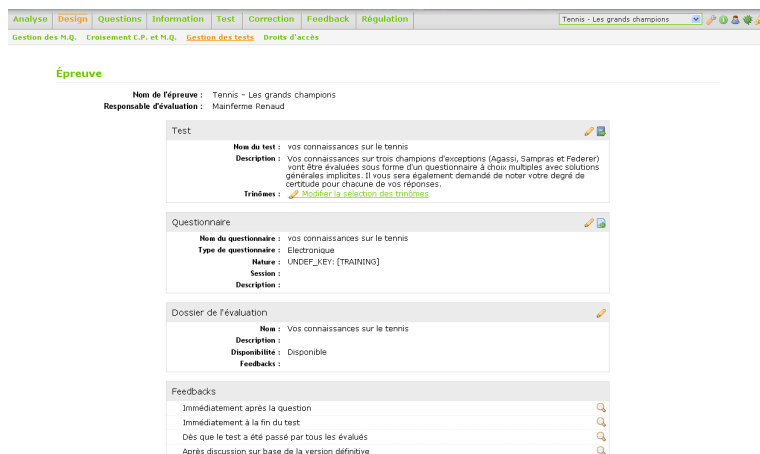 Analyse Design Questions Information Test Correction Feedback Régulation Tennis - Les grands champions
Gestion des M.Q. Croisement C.P. et M.Q. Gestion des tests Droits d'accès
Épreuve
Nom de l'épreuve : Tennis - Les grands champions
Responsable d'évaluation : Mainferme Renaud
Test
Nom du test : vos connaissances sur le tennis
Description : Vos connaissances sur trois champions d'exceptions (Agassi, Sampras et Federer)
vont être évaluées sous forme d'un questionnaire à choix multiples avec solutions
générales implicites. Il vous sera également demandé de noter votre degré de
certitude pour chacune de vos réponses.
Trinômes : Modifier la sélection des trinômes
Questionnaire
Nom du questionnaire : vos connaissances sur le tennis
Type de questionnaire : Electronique
Nature : UNDEF_KEY: [TRAINING]
Session :
Description :
Dossier de l'évaluation
Nom : Vos connaissances sur le tennis
Description :
Disponibilité : Disponible
Feedbacks :
Feedbacks
Immédiatement après la question
Immédiatement à la fin du test
Dès que le test a été passé par tous les évalués
Après discussion sur base de la version définitive